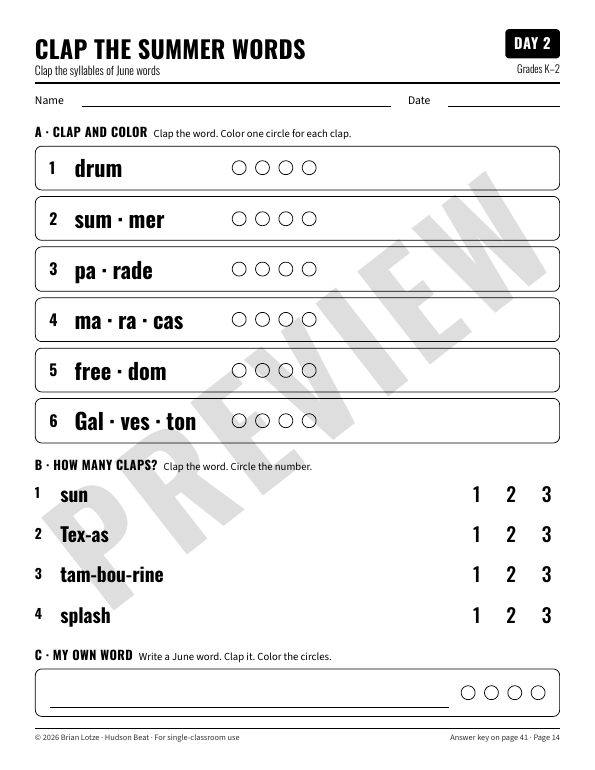 CLAP THE SUMMER WORDS
DAY 2
Clap the syllables of June words
Grades K–2
Name
Date
A · CLAP AND COLOR Clap the word. Color one circle for each clap.
1 drum
2 sum · mer
3 pa · rade
4 ma · ra · cas
5 free · dom
6 Gal · ves · ton
B · HOW MANY CLAPS? Clap the word. Circle the number.
1 sun 1 2 3
2 Tex-as 1 2 3
3 tam-bou-rine 1 2 3
4 splash 1 2 3
C · MY OWN WORD Write a June word. Clap it. Color the circles.
© 2026 Brian Lotze · Hudson Beat · For single-classroom use
Answer key on page 41 · Page 14
PREVIEW